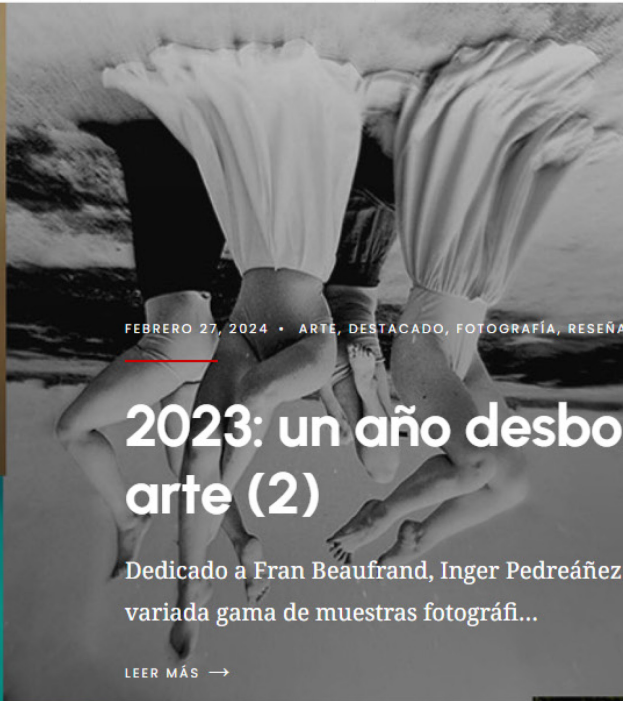 FEBRERO 27, 2024 • ARTE, DESTACADO, FOTOGRAFÍA, RESEÑA
2023: un año desbo
arte (2)
Dedicado a Fran Beaufrand, Inger Pedreáñez
variada gama de muestras fotográfi...
LEER MÁS →